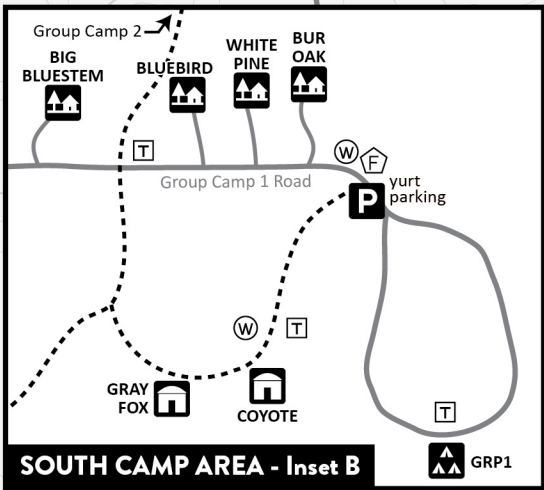 Group Camp 2
BIG
BLUESTEM
BLUEBIRD
WHITE
PINE
BUR
OAK
T
W
F
Group Camp 1 Road
P
yurt
parking
W
T
GRAY
FOX
COYOTE
T
GRP1
SOUTH CAMP AREA - Inset B